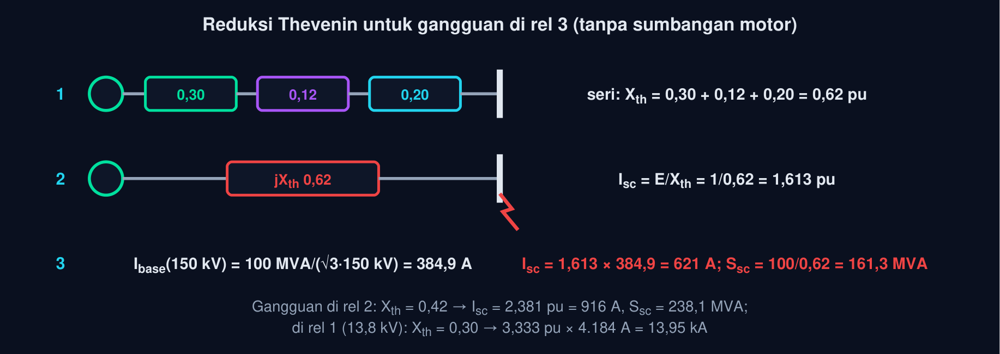 Reduksi Thevenin untuk gangguan di rel 3 (tanpa sumbangan motor)
1 0,30 0,12 0,20 seri: Xth = 0,30 + 0,12 + 0,20 = 0,62 pu
2 jXth 0,62 Isc = E/Xth = 1/0,62 = 1,613 pu
3 Ibase(150 kV) = 100 MVA/(√3·150 kV) = 384,9 A Isc = 1,613 × 384,9 = 621 A; Ssc = 100/0,62 = 161,3 MVA
Gangguan di rel 2: Xth = 0,42 → Isc = 2,381 pu = 916 A, Ssc = 238,1 MVA;
di rel 1 (13,8 kV): Xth = 0,30 → 3,333 pu × 4.184 A = 13,95 kA